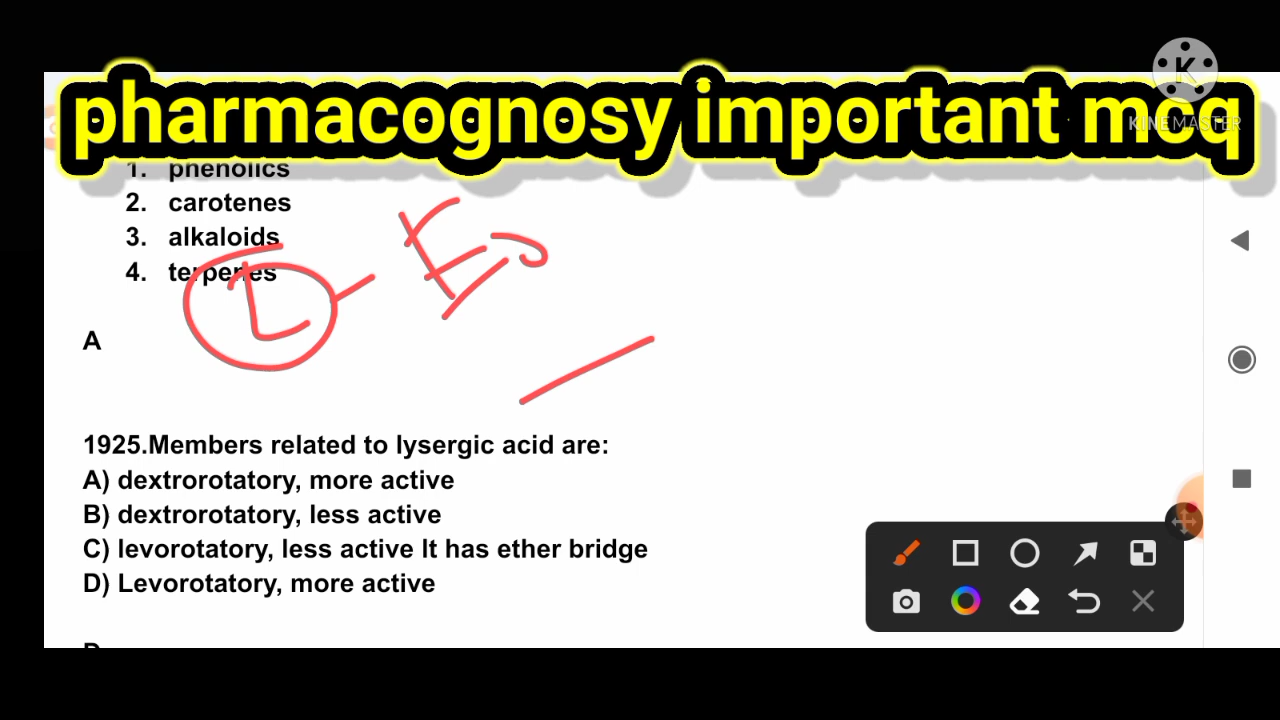 pharmacognosy important mcq
KINEMASTER
1. phenolics
2. carotenes
3. alkaloids
4. terpenes
L
A
1925.Members related to lysergic acid are:
A) dextrorotatory, more active
B) dextrorotatory, less active
C) levorotatory, less active It has ether bridge
D) Levorotatory, more active